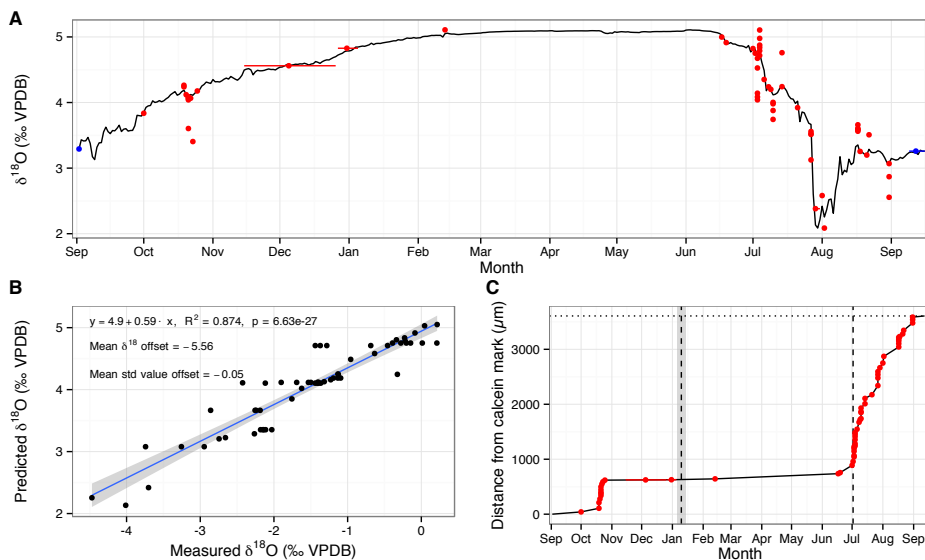 A
δ¹⁸O (‰ VPDB)
5
4
3
2
Sep Oct Nov Dec Jan Feb Mar Apr May Jun Jul Aug Sep
Month
B
Predicted δ¹⁸O (‰ VPDB)
y = 4.9 + 0.59 · x, R² = 0.874, p = 6.63e-27
Mean δ¹⁸ offset = −5.56
Mean std value offset = −0.05
5
4
3
2
-4 -3 -2 -1 0
Measured δ¹⁸O (‰ VPDB)
C
Distance from calcein mark (µm)
3000
2000
1000
0
Sep Oct Nov Dec Jan Feb Mar Apr May Jun Jul Aug Sep
Month